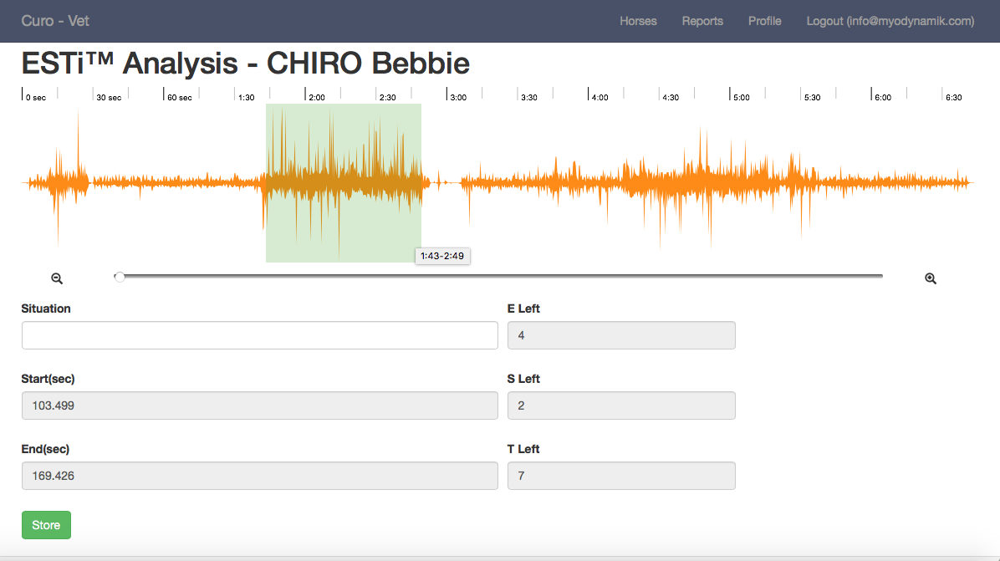 Curo - Vet Horses Reports Profile Logout (info@myodynamik.com)
ESTi™ Analysis - CHIRO Bebbie
0 sec 30 sec 60 sec 1:30 2:00 2:30 3:00 3:30 4:00 4:30 5:00 5:30 6:00 6:30
1:43-2:49
Situation E Left
4
Start(sec) S Left
103.499 2
End(sec) T Left
169.426 7
Store